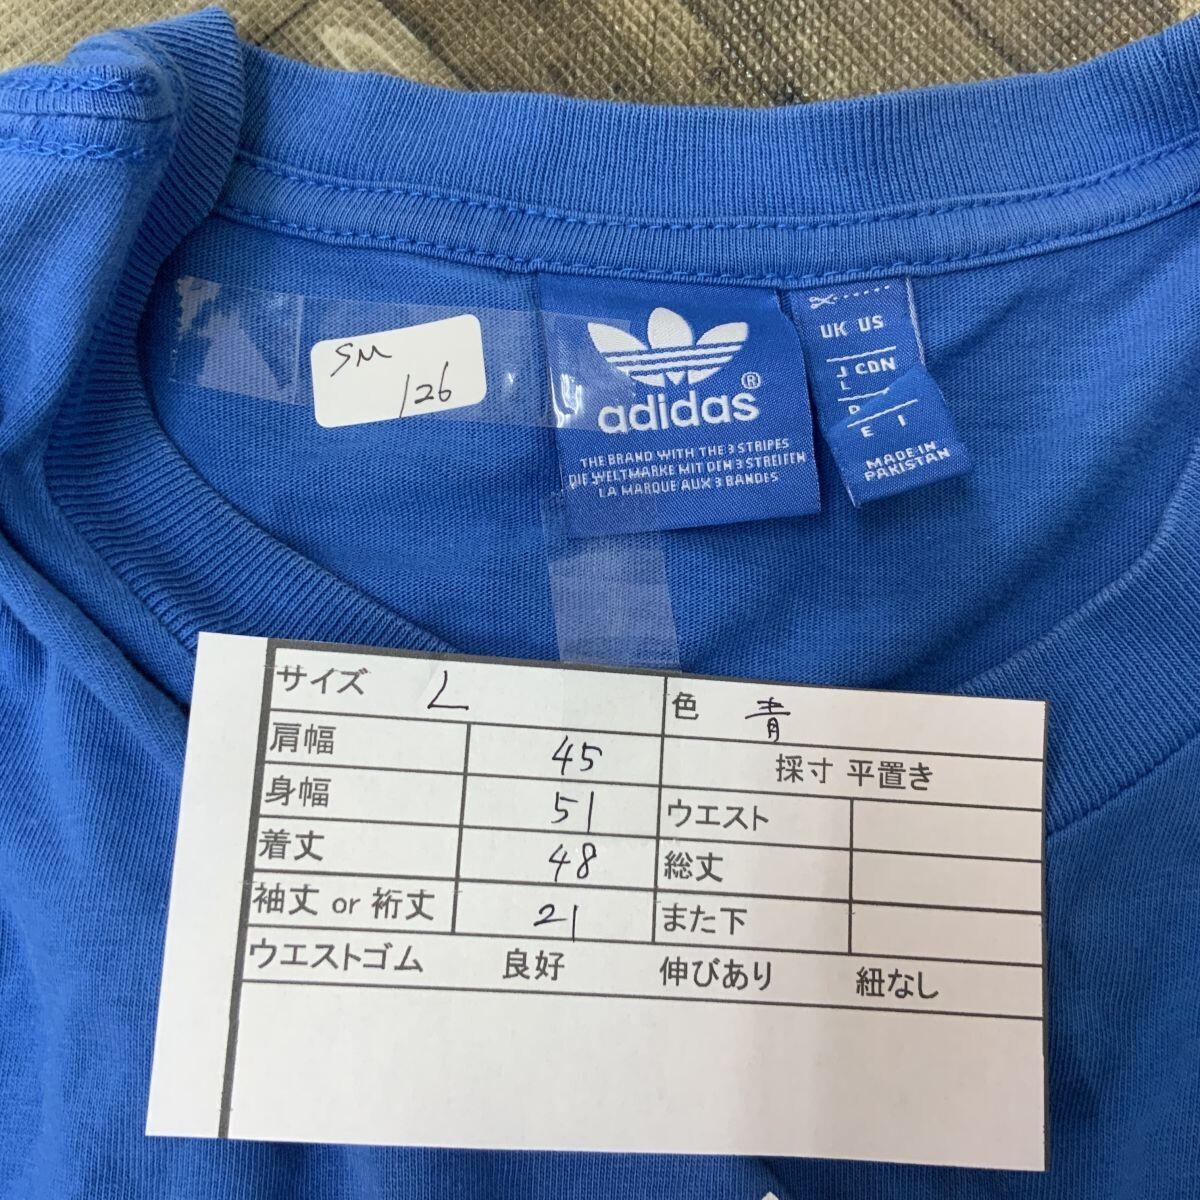 SM
126
adidas®
THE BRAND WITH THE 3 STRIPES
DIE WELTMARKE MIT DEN 3 STREIFEN
LA MARQUE AUX 3 BANDES
UK US
J CDN
L
D
E I
MADE IN
PAKISTAN
サイズ L 色 青
肩幅 45 採寸 平置き
身幅 51 ウエスト
着丈 48 総丈
袖丈 or 裄丈 21 また下
ウエストゴム 良好 伸びあり 紐なし